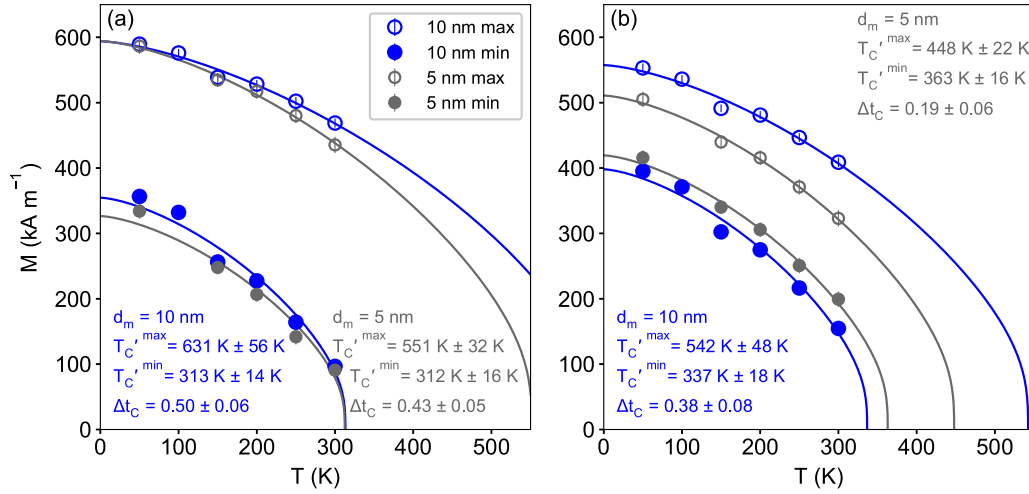 (a)
10 nm max
10 nm min
5 nm max
5 nm min
d_m = 10 nm
T_C′^max = 631 K ± 56 K
T_C′^min = 313 K ± 14 K
Δt_C = 0.50 ± 0.06
d_m = 5 nm
T_C′^max = 551 K ± 32 K
T_C′^min = 312 K ± 16 K
Δt_C = 0.43 ± 0.05
M (kA m⁻¹)
600
500
400
300
200
100
0
0 100 200 300 400 500
T (K)
(b)
d_m = 5 nm
T_C′^max = 448 K ± 22 K
T_C′^min = 363 K ± 16 K
Δt_C = 0.19 ± 0.06
d_m = 10 nm
T_C′^max = 542 K ± 48 K
T_C′^min = 337 K ± 18 K
Δt_C = 0.38 ± 0.08
600
500
400
300
200
100
0
0 100 200 300 400 500
T (K)